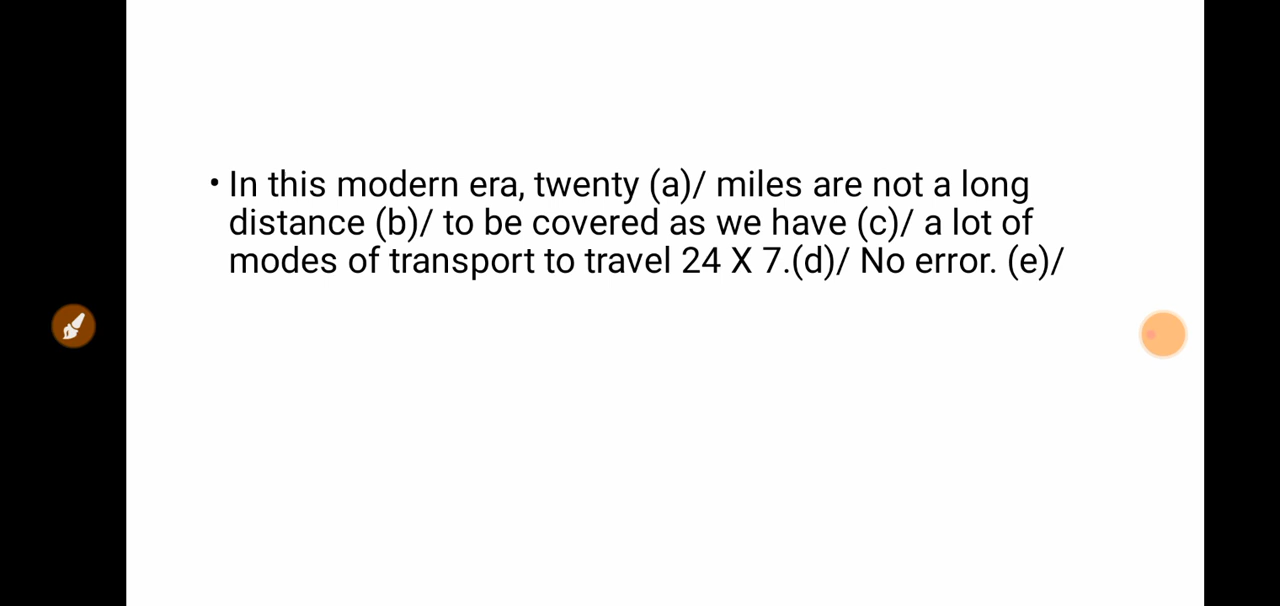 • In this modern era, twenty (a)/ miles are not a long
distance (b)/ to be covered as we have (c)/ a lot of
modes of transport to travel 24 X 7.(d)/ No error. (e)/